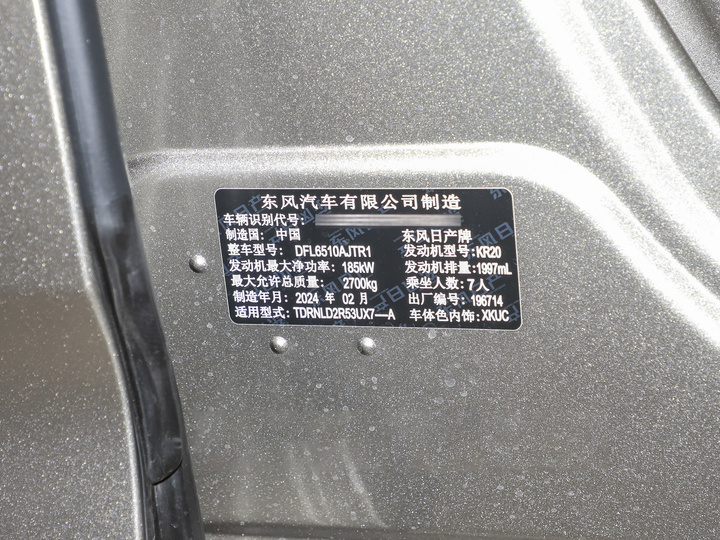 东风汽车有限公司制造
车辆识别代号:
制造国: 中国 东风日产牌
整车型号: DFL6510AJTR1 发动机型号: KR20
发动机最大净功率: 185kW 发动机排量: 1997mL
最大允许总质量: 2700kg 乘坐人数: 7人
制造年月: 2024 年 02 月 出厂编号: 196714
适用型式: TDRNLD2R53UX7—A 车体色内饰: XKUC